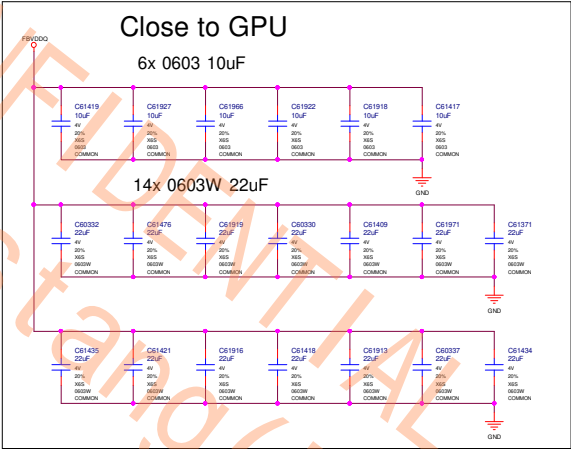 Close to GPU
FBVDDQ
6x 0603 10uF
C61419 C61927 C61966 C61922 C61918 C61417
10uF 10uF 10uF 10uF 10uF 10uF
4V 4V 4V 4V 4V 4V
20% 20% 20% 20% 20% 20%
X6S X6S X6S X6S X6S X6S
0603 0603 0603 0603 0603 0603
COMMON COMMON COMMON COMMON COMMON COMMON
GND
14x 0603W 22uF
C60332 C61476 C61919 C60330 C61409 C61971 C61371
22uF 22uF 22uF 22uF 22uF 22uF 22uF
4V 4V 4V 4V 4V 4V 4V
20% 20% 20% 20% 20% 20% 20%
X6S X6S X6S X6S X6S X6S X6S
0603W 0603W 0603W 0603W 0603W 0603W 0603W
COMMON COMMON COMMON COMMON COMMON COMMON COMMON
GND
C61435 C61421 C61916 C61418 C61913 C60337 C61434
22uF 22uF 22uF 22uF 22uF 22uF 22uF
4V 4V 4V 4V 4V 4V 4V
20% 20% 20% 20% 20% 20% 20%
X6S X6S X6S X6S X6S X6S X6S
0603W 0603W 0603W 0603W 0603W 0603W 0603W
COMMON COMMON COMMON COMMON COMMON COMMON COMMON
GND